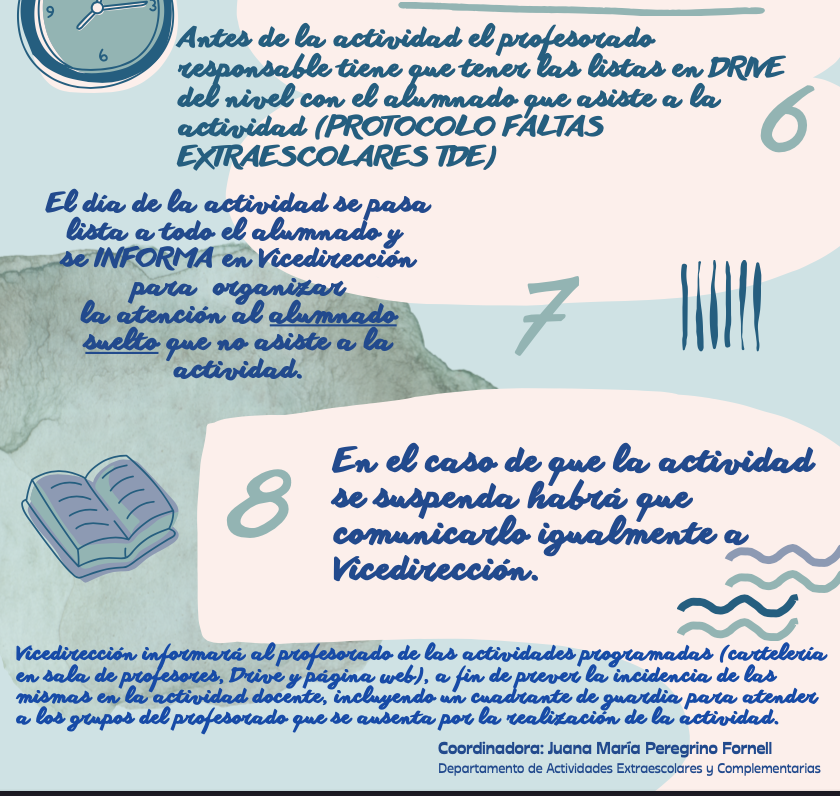 9
3
6
Antes de la actividad el profesorado
responsable tiene que tener las listas en DRIVE
del nivel con el alumnado que asiste a la
actividad (PROTOCOLO FALTAS
EXTRAESCOLARES TDE)
6
El día de la actividad se pasa
lista a todo el alumnado y
se INFORMA en Vicedirección
para organizar
la atención al alumnado
suelto que no asiste a la
actividad.
7
8
En el caso de que la actividad
se suspenda habrá que
comunicarlo igualmente a
Vicedirección.
Vicedirección informará al profesorado de las actividades programadas (cartelería
en sala de profesores, Drive y página web), a fin de prever la incidencia de las
mismas en la actividad docente, incluyendo un cuadrante de guardia para atender
a los grupos del profesorado que se ausenta por la realización de la actividad.
Coordinadora: Juana María Peregrino Fornell
Departamento de Actividades Extraescolares y Complementarias